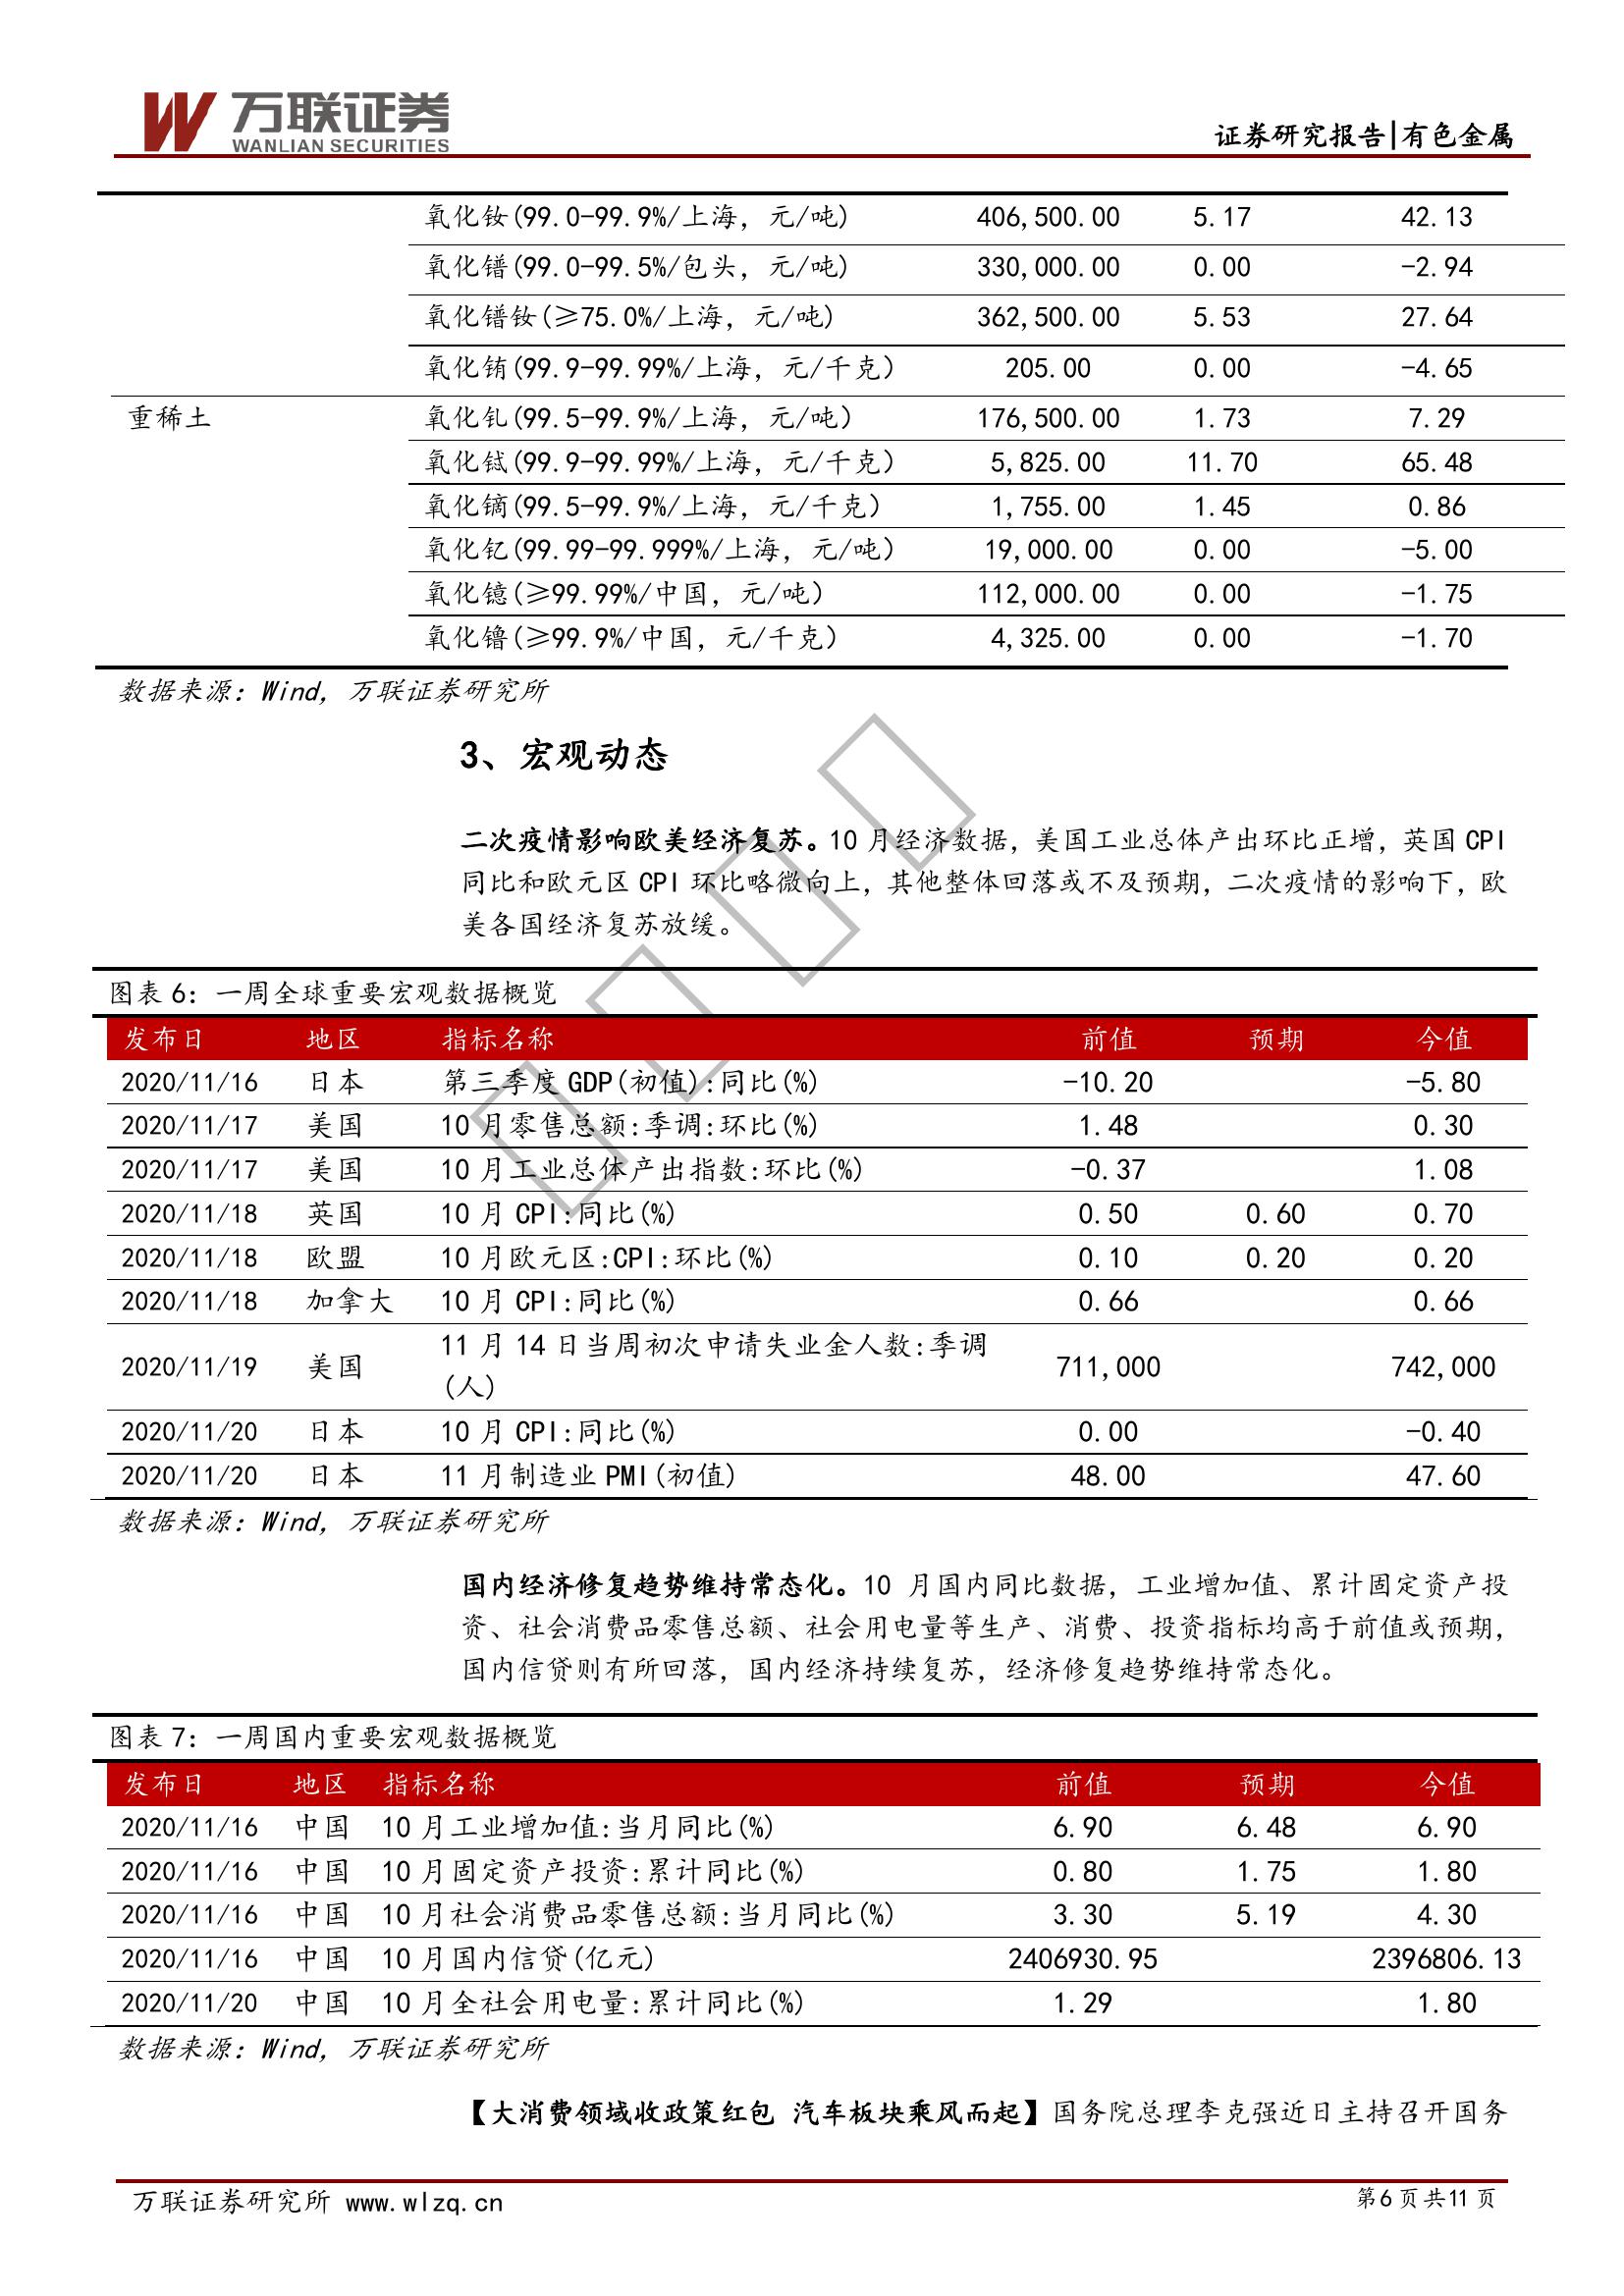 万联证券
WANLIAN SECURITIES
证券研究报告|有色金属
氧化钕(99.0-99.9%/上海，元/吨) 406,500.00 5.17 42.13
氧化镨(99.0-99.5%/包头，元/吨) 330,000.00 0.00 -2.94
氧化镨钕(≥75.0%/上海，元/吨) 362,500.00 5.53 27.64
氧化铕(99.9-99.99%/上海，元/千克) 205.00 0.00 -4.65
重稀土 氧化钆(99.5-99.9%/上海，元/吨) 176,500.00 1.73 7.29
氧化铽(99.9-99.99%/上海，元/千克) 5,825.00 11.70 65.48
氧化镝(99.5-99.9%/上海，元/千克) 1,755.00 1.45 0.86
氧化钇(99.99-99.999%/上海，元/吨) 19,000.00 0.00 -5.00
氧化镱(≥99.99%/中国，元/吨) 112,000.00 0.00 -1.75
氧化镥(≥99.9%/中国，元/千克) 4,325.00 0.00 -1.70
数据来源：Wind，万联证券研究所
3、宏观动态
二次疫情影响欧美经济复苏。10月经济数据，美国工业总体产出环比正增，英国CPI
同比和欧元区CPI环比略微向上，其他整体回落或不及预期，二次疫情的影响下，欧
美各国经济复苏放缓。
图表6：一周全球重要宏观数据概览
发布日 地区 指标名称 前值 预期 今值
2020/11/16 日本 第三季度GDP(初值):同比(%) -10.20 -5.80
2020/11/17 美国 10月零售总额:季调:环比(%) 1.48 0.30
2020/11/17 美国 10月工业总体产出指数:环比(%) -0.37 1.08
2020/11/18 英国 10月CPI:同比(%) 0.50 0.60 0.70
2020/11/18 欧盟 10月欧元区:CPI:环比(%) 0.10 0.20 0.20
2020/11/18 加拿大 10月CPI:同比(%) 0.66 0.66
2020/11/19 美国 11月14日当周初次申请失业金人数:季调 711,000 742,000
(人)
2020/11/20 日本 10月CPI:同比(%) 0.00 -0.40
2020/11/20 日本 11月制造业PMI(初值) 48.00 47.60
数据来源：Wind，万联证券研究所
国内经济修复趋势维持常态化。10 月国内同比数据，工业增加值、累计固定资产投
资、社会消费品零售总额、社会用电量等生产、消费、投资指标均高于前值或预期，
国内信贷则有所回落，国内经济持续复苏，经济修复趋势维持常态化。
图表7：一周国内重要宏观数据概览
发布日 地区 指标名称 前值 预期 今值
2020/11/16 中国 10月工业增加值:当月同比(%) 6.90 6.48 6.90
2020/11/16 中国 10月固定资产投资:累计同比(%) 0.80 1.75 1.80
2020/11/16 中国 10月社会消费品零售总额:当月同比(%) 3.30 5.19 4.30
2020/11/16 中国 10月国内信贷(亿元) 2406930.95 2396806.13
2020/11/20 中国 10月全社会用电量:累计同比(%) 1.29 1.80
数据来源：Wind，万联证券研究所
【大消费领域收政策红包 汽车板块乘风而起】国务院总理李克强近日主持召开国务
万联证券研究所 www.wlzq.cn
第6页共11页